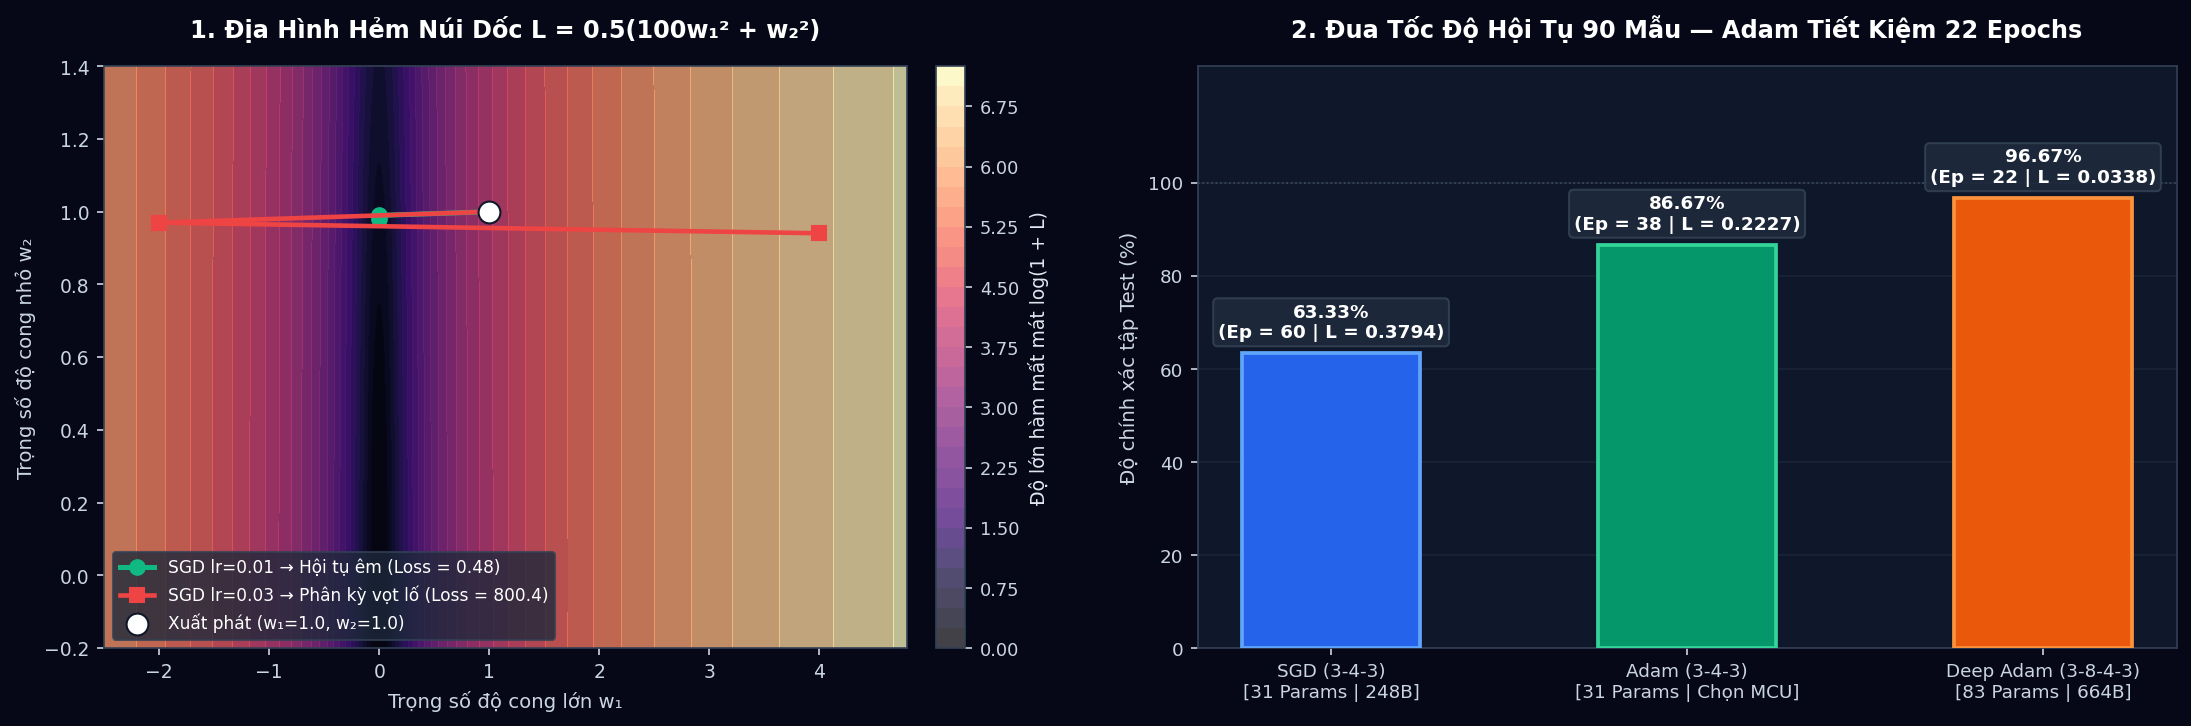 1. Địa Hình Hẻm Núi Dốc L = 0.5(100w₁² + w₂²)
1.4
1.2
1.0
0.8
0.6
0.4
0.2
0.0
−0.2
Trọng số độ cong nhỏ w₂
SGD lr=0.01 → Hội tụ êm (Loss = 0.48)
SGD lr=0.03 → Phân kỳ vọt lố (Loss = 800.4)
Xuất phát (w₁=1.0, w₂=1.0)
−2
−1
0
1
2
3
4
Trọng số độ cong lớn w₁
6.75
6.00
5.25
4.50
3.75
3.00
2.25
1.50
0.75
0.00
Độ lớn hàm mất mát log(1 + L)
2. Đua Tốc Độ Hội Tụ 90 Mẫu — Adam Tiết Kiệm 22 Epochs
100
80
60
40
20
0
Độ chính xác tập Test (%)
63.33%
(Ep = 60 | L = 0.3794)
86.67%
(Ep = 38 | L = 0.2227)
96.67%
(Ep = 22 | L = 0.0338)
SGD (3-4-3)
[31 Params | 248B]
Adam (3-4-3)
[31 Params | Chọn MCU]
Deep Adam (3-8-4-3)
[83 Params | 664B]